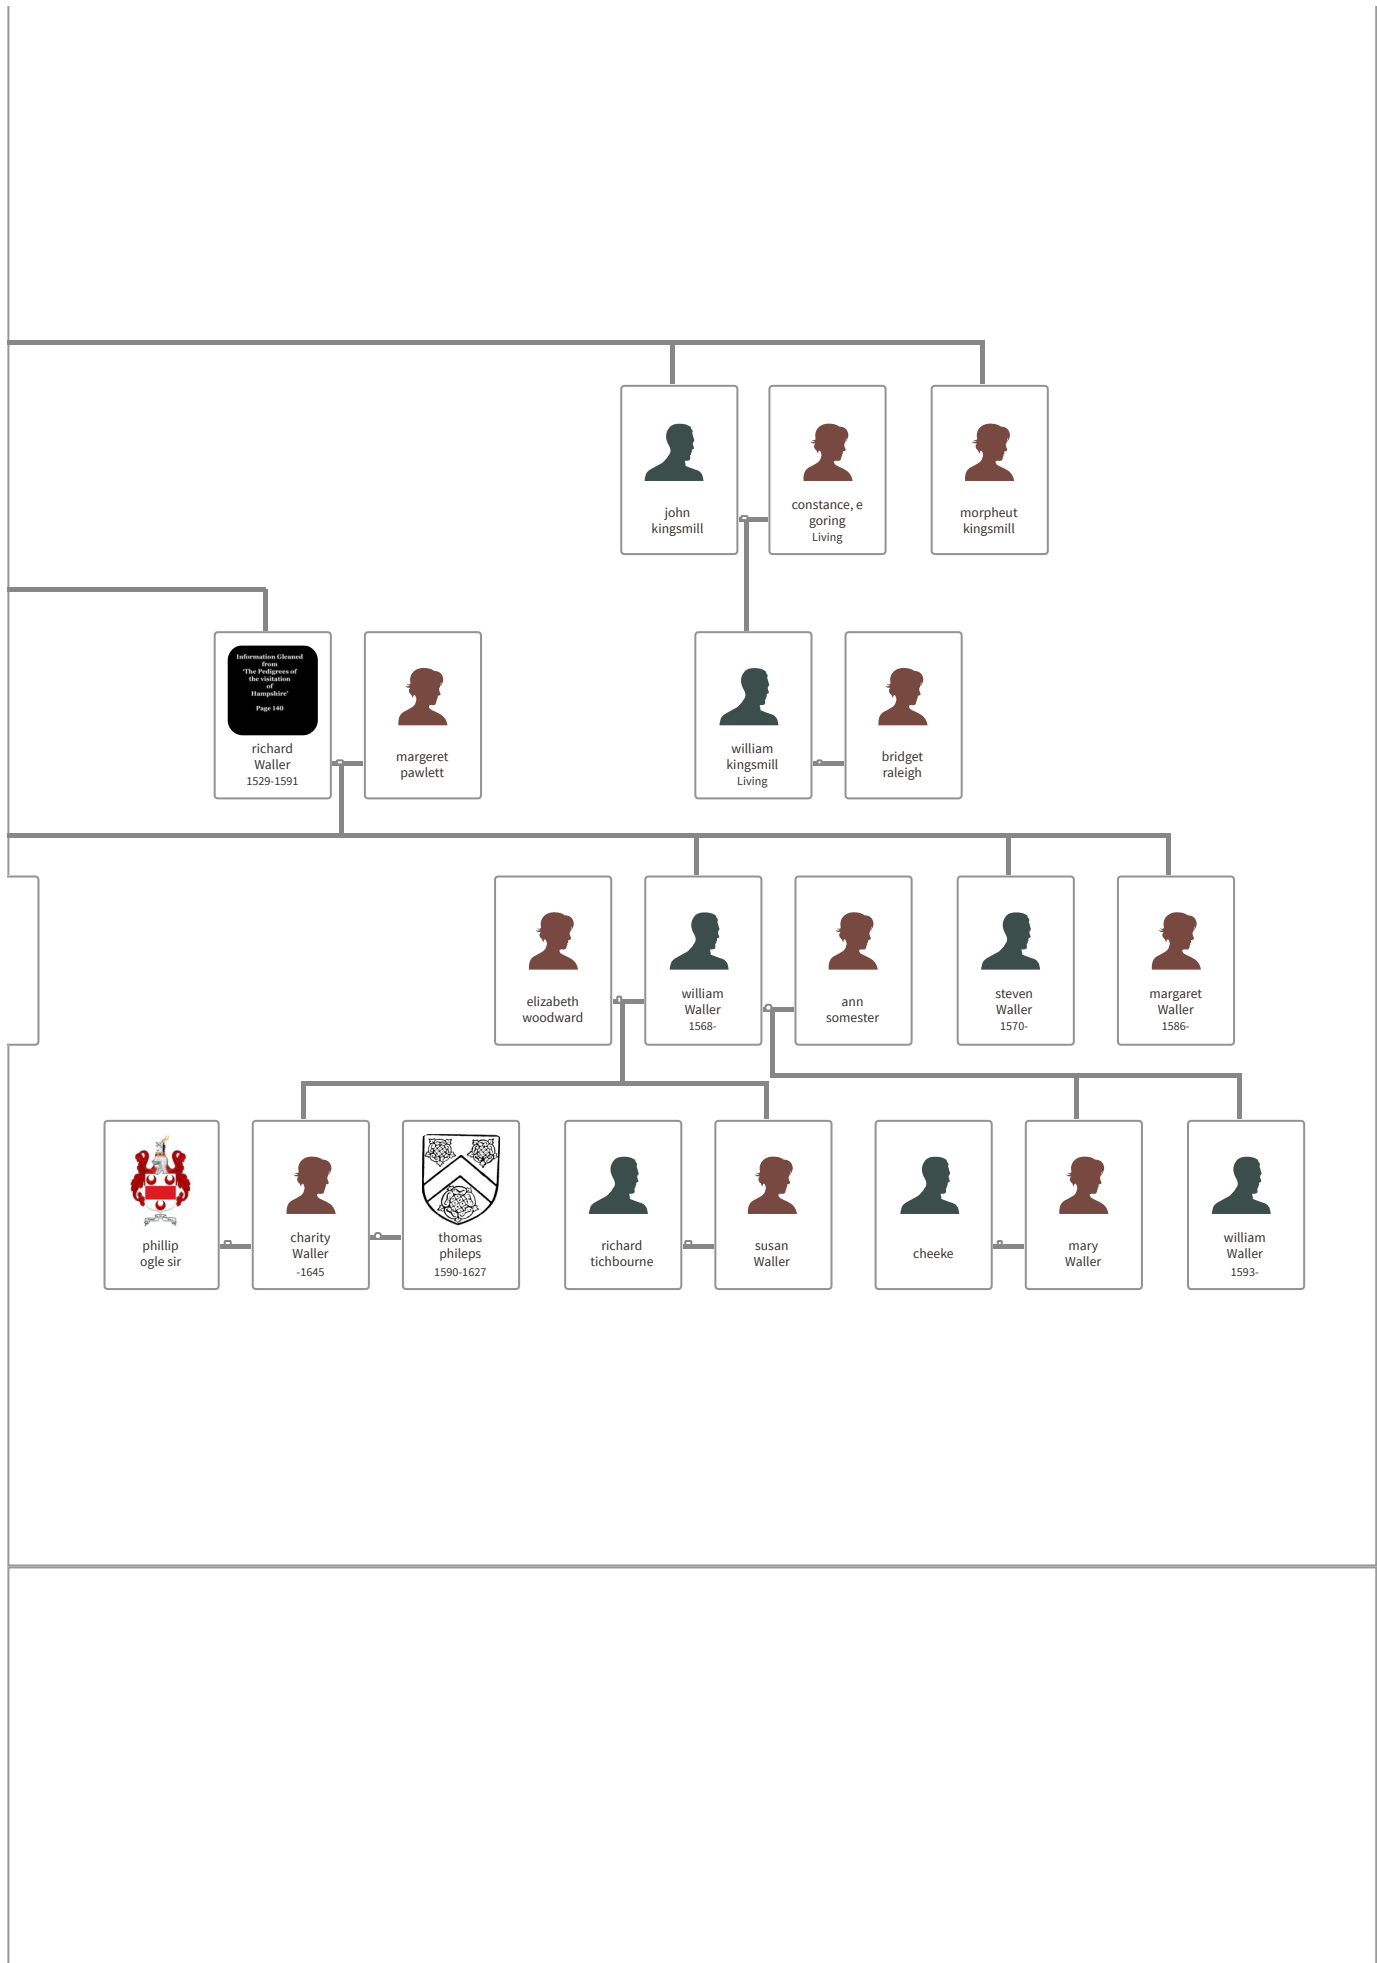 john
kingsmill
constance, e
goring
Living
morpheut
kingsmill
Information Gleaned
from
'The Pedigrees of
the visitation
of
Hampshire'
Page 140
richard
Waller
1529-1591
margeret
pawlett
william
kingsmill
Living
bridget
raleigh
elizabeth
woodward
william
Waller
1568-
ann
somester
steven
Waller
1570-
margaret
Waller
1586-
phillip
ogle sir
charity
Waller
-1645
thomas
phileps
1590-1627
richard
tichbourne
susan
Waller
cheeke
mary
Waller
william
Waller
1593-